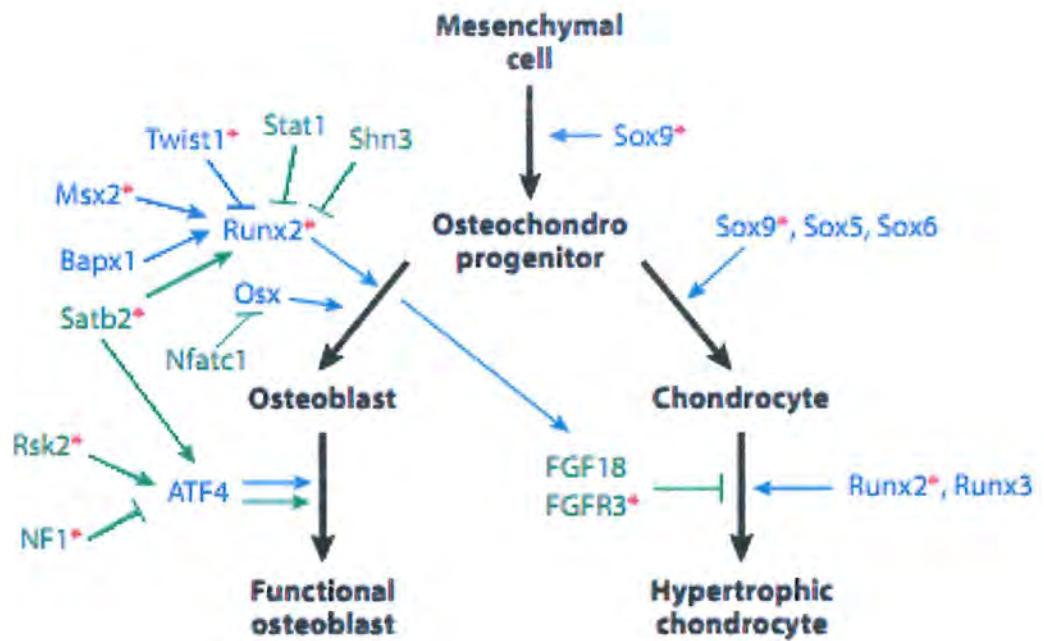 Mesenchymal
cell
Twist1*
Stat1
Shn3
Sox9*
Msx2*
Runx2*
Osteochondro
progenitor
Sox9*, Sox5, Sox6
Bapx1
Satb2*
Osx
Nfatc1
Osteoblast
Chondrocyte
Rsk2*
ATF4
FGF18
FGFR3*
Runx2*, Runx3
NF1*
Functional
osteoblast
Hypertrophic
chondrocyte